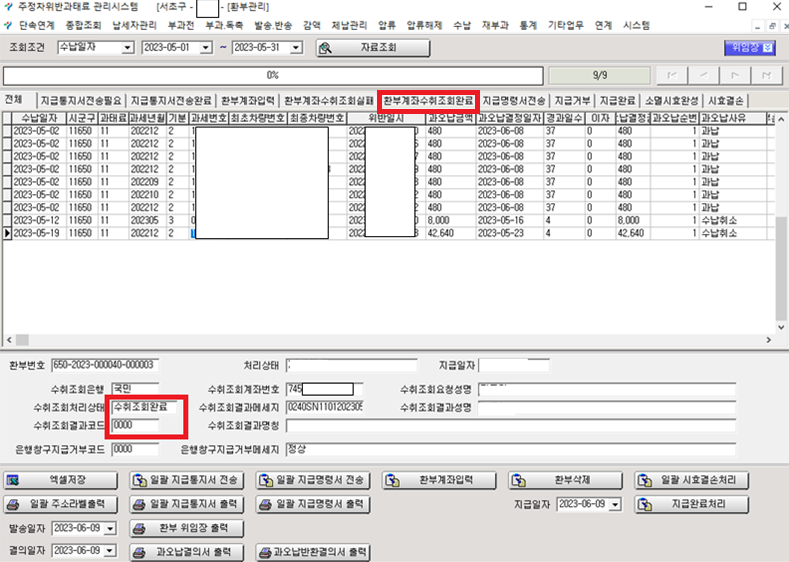 주정차위반과태료 관리시스템 [서초구 - ] - [환부관리]
단속연계 종합조회 납세자관리 부과전 부과.독촉 발송.반송 감액 체납관리 압류 압류해제 수납 재부과 통계 기타업무 연계 시스템
조회조건 수납일자 2023-05-01 ~ 2023-05-31 자료조회 위임장
0% 9/9
전체 지급통지서전송필요 지급통지서전송완료 환부계좌입력 환부계좌수취조회실패 환부계좌수취조회완료 지급명령서전송 지급거부 지급완료 소멸시효완성 시효결손
수납일자 시군구 과태료 과세년월 기분 과세번호 최초차량번호 최종차량번호 위반일시 과오납금액 과오납결정일자 경과일수 이자 과오납순번 과오납사유
2023-05-02 11650 11 202212 2 1 202 480 2023-06-08 37 0 480 1 과납
2023-05-02 11650 11 202212 2 1 202 480 2023-06-08 37 0 480 1 과납
2023-05-02 11650 11 202212 2 1 202 480 2023-06-08 37 0 480 1 과납
2023-05-02 11650 11 202212 2 1 202 480 2023-06-08 37 0 480 1 과납
2023-05-02 11650 11 202209 2 1 202 480 2023-06-08 37 0 480 1 과납
2023-05-02 11650 11 202210 2 1 202 480 2023-06-08 37 0 480 1 과납
2023-05-02 11650 11 202212 2 1 202 480 2023-06-08 37 0 480 1 과납
2023-05-12 11650 11 202305 3 0 202 8,000 2023-05-16 4 0 8,000 1 수납취소
2023-05-19 11650 11 202212 2 202 42,640 2023-05-23 4 0 42,640 1 수납취소
환부번호 650-2023-000040-000003 처리상태 지급일자
수취조회은행 국민 수취조회계좌번호 745 수취조회요청성명
수취조회처리상태 수취조회완료 수취조회결과메세지 0240SN1101202305 수취조회결과성명
수취조회결과코드 0000 수취조회결과명칭
은행창구지급거부코드 0000 은행창구지급거부메세지 정상
엑셀저장 일괄 지급통지서 전송 일괄 지급명령서 전송 환부계좌입력 환부삭제 일괄 시효결손처리
일괄 주소라벨출력 일괄 지급통지서 출력 일괄 지급명령서 출력 지급일자 2023-06-09 지급완료처리
발송일자 2023-06-09 환부 위임장 출력
결의일자 2023-06-09 과오납결의서 출력 과오납반환결의서 출력